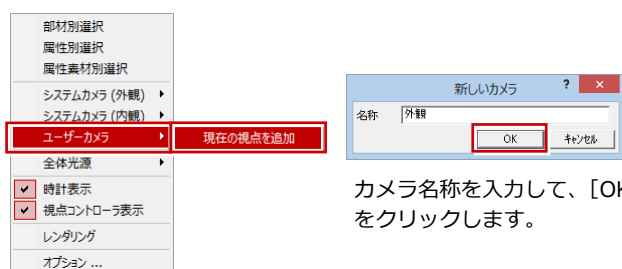 部材別選択
属性別選択
属性素材別選択
システムカメラ (外観)
システムカメラ (内観)
ユーザーカメラ
現在の視点を追加
全体光源
時計表示
視点コントローラ表示
レンダリング
オプション ...
新しいカメラ
?
×
名称
外観
OK
キャンセル
カメラ名称を入力して、[OK
をクリックします。